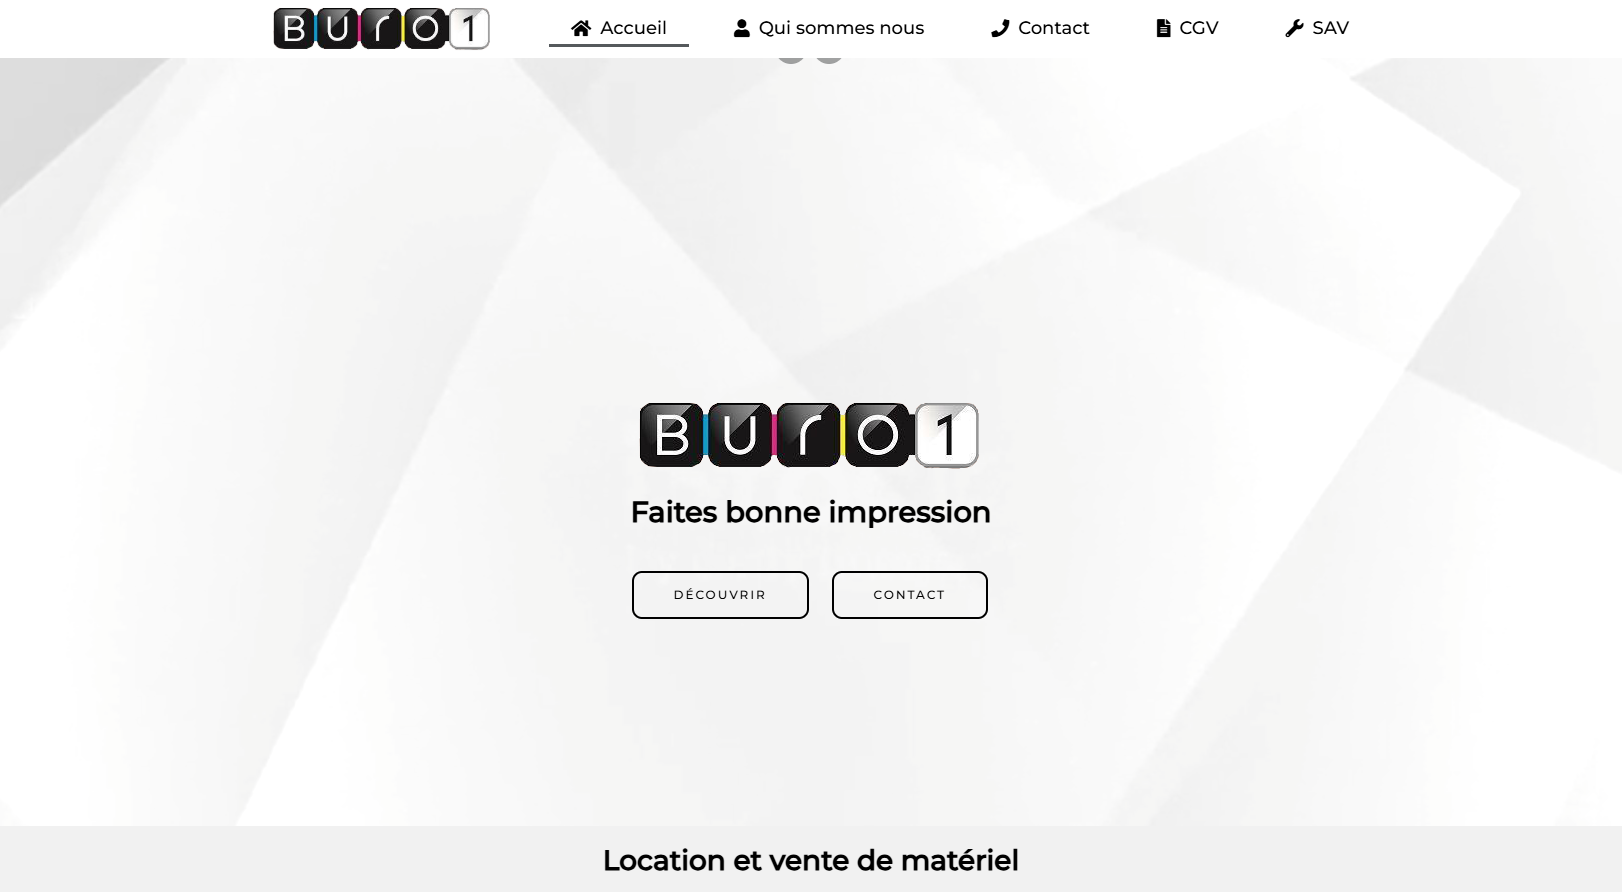 BUrO1
Accueil
Qui sommes nous
Contact
CGV
SAV
BUrO1
Faites bonne impression
DÉCOUVRIR
CONTACT
Location et vente de matériel